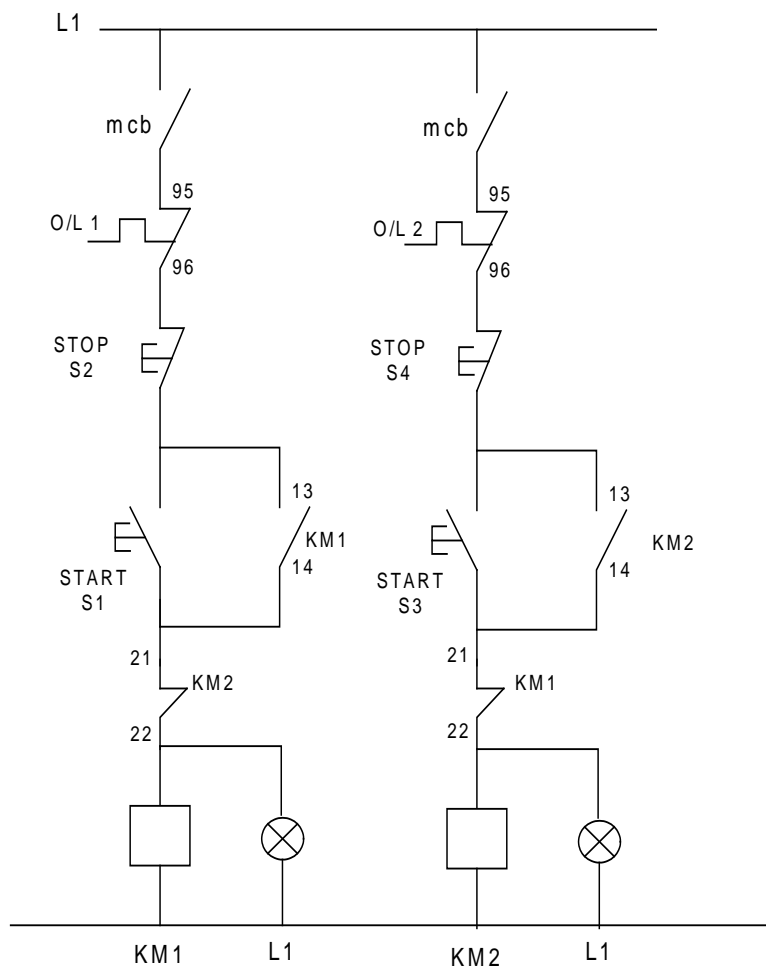 L1
mcb
mcb
95
95
O/L 1
O/L 2
96
96
STOP
S2
STOP
S4
13
13
KM1
KM2
14
14
START
S1
START
S3
21
21
KM2
KM1
22
22
KM1
L1
KM2
L1